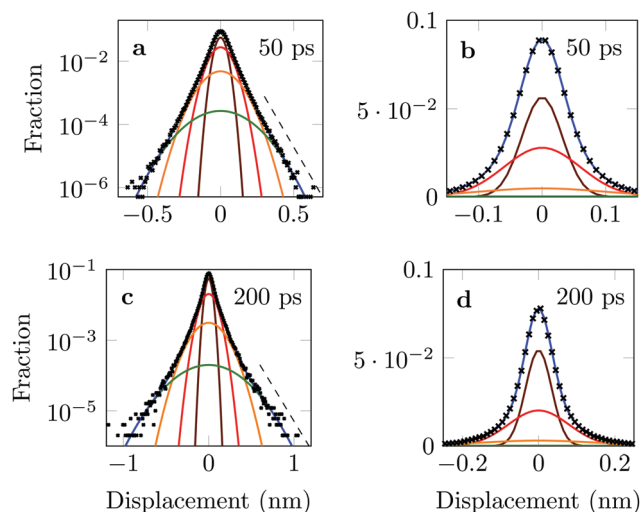 a 50 ps
Fraction
10⁻²
10⁻⁴
10⁻⁶
−0.5 0 0.5
b 50 ps
0.1
5 · 10⁻²
0
−0.1 0 0.1
c 200 ps
Fraction
10⁻¹
10⁻³
10⁻⁵
−1 0 1
Displacement (nm)
d 200 ps
0.1
5 · 10⁻²
0
−0.2 0 0.2
Displacement (nm)